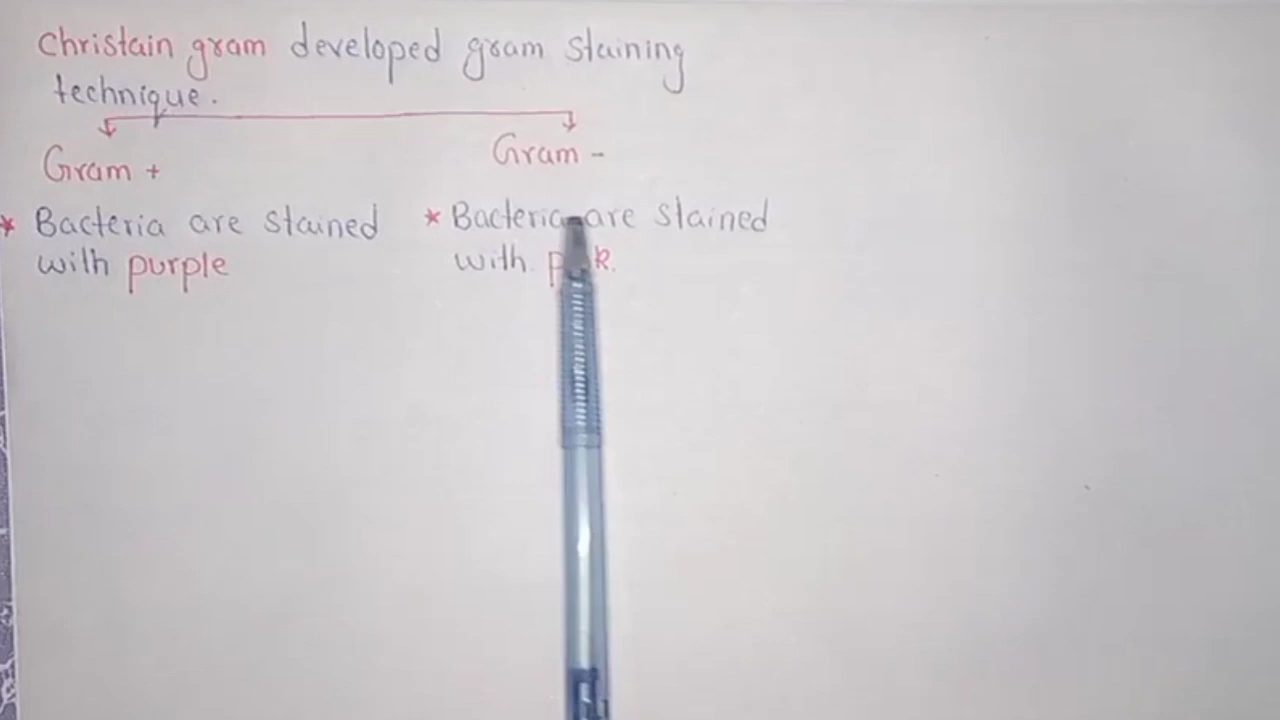 Christain gram developed gram staining
technique.
Gram +
Gram -
* Bacteria are stained
with purple
* Bacteria are stained
with